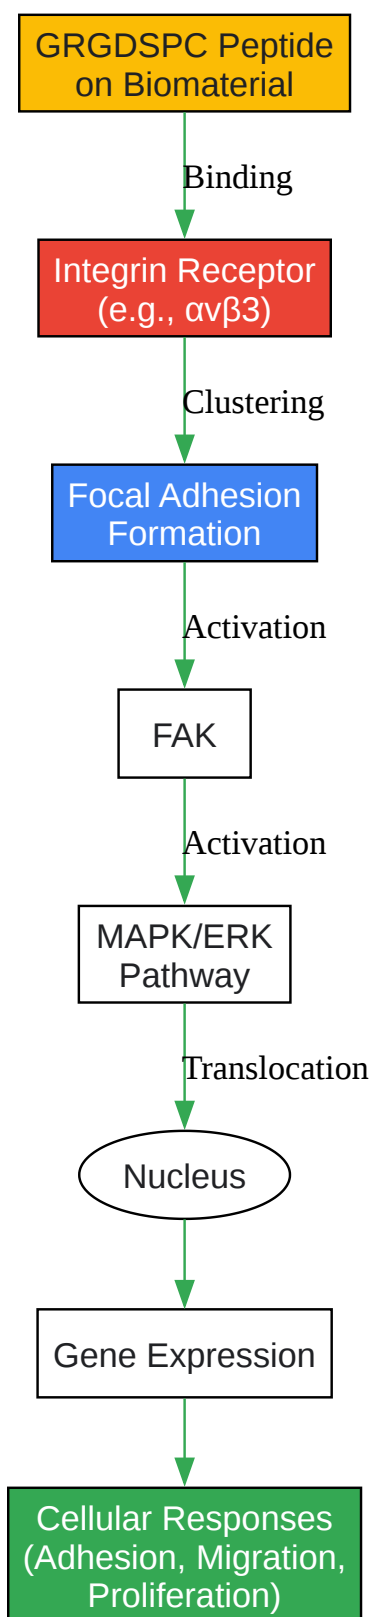 GRGDSPC Peptide
on Biomaterial
Binding
Integrin Receptor
(e.g., αvβ3)
Clustering
Focal Adhesion
Formation
Activation
FAK
Activation
MAPK/ERK
Pathway
Translocation
Nucleus
Gene Expression
Cellular Responses
(Adhesion, Migration,
Proliferation)